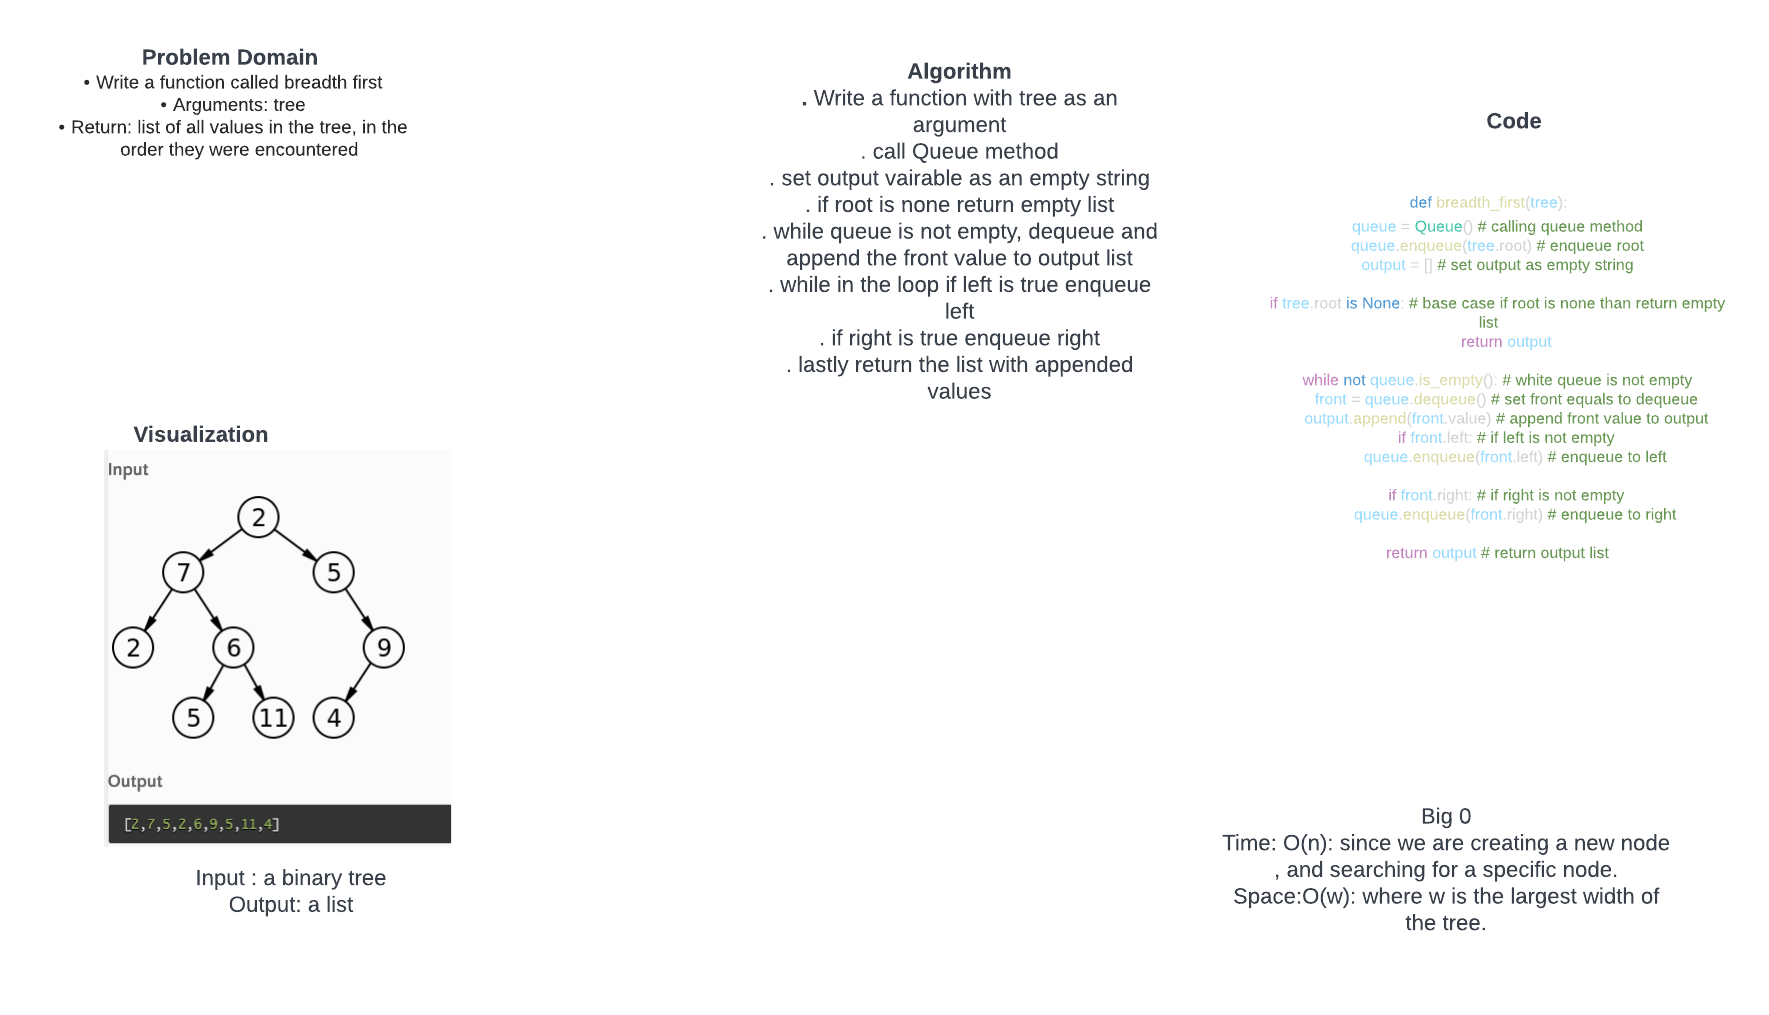 Problem Domain
• Write a function called breadth first
• Arguments: tree
• Return: list of all values in the tree, in the
order they were encountered
Visualization
Input
2
7
5
2
6
9
5
11
4
Output
[2,7,5,2,6,9,5,11,4]
Input : a binary tree
Output: a list
Algorithm
. Write a function with tree as an
argument
. call Queue method
. set output vairable as an empty string
. if root is none return empty list
. while queue is not empty, dequeue and
append the front value to output list
. while in the loop if left is true enqueue
left
. if right is true enqueue right
. lastly return the list with appended
values
Code
def breadth_first(tree):
queue = Queue() # calling queue method
queue.enqueue(tree.root) # enqueue root
output = [] # set output as empty string
if tree.root is None: # base case if root is none than return empty
list
return output
while not queue.is_empty(): # white queue is not empty
front = queue.dequeue() # set front equals to dequeue
output.append(front.value) # append front value to output
if front.left: # if left is not empty
queue.enqueue(front.left) # enqueue to left
if front.right: # if right is not empty
queue.enqueue(front.right) # enqueue to right
return output # return output list
Big 0
Time: O(n): since we are creating a new node
, and searching for a specific node.
Space:O(w): where w is the largest width of
the tree.